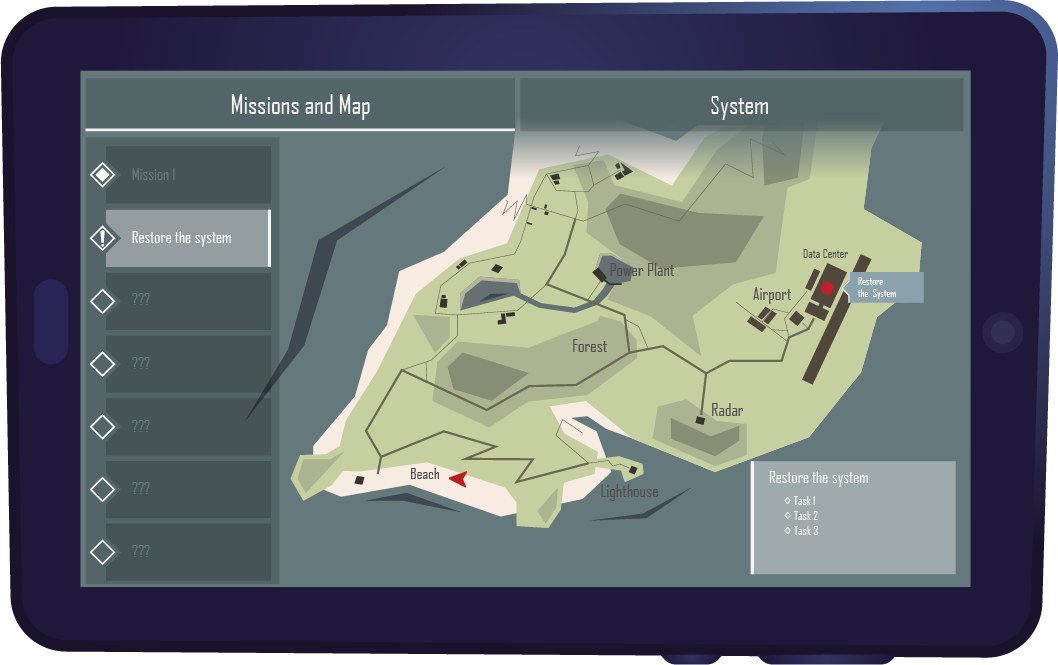 Missions and Map
System
Mission 1
Restore the system
???
???
???
???
???
Data Center
Restore
the System
Power Plant
Airport
Forest
Radar
Beach
Lighthouse
Restore the system
Task 1
Task 2
Task 3